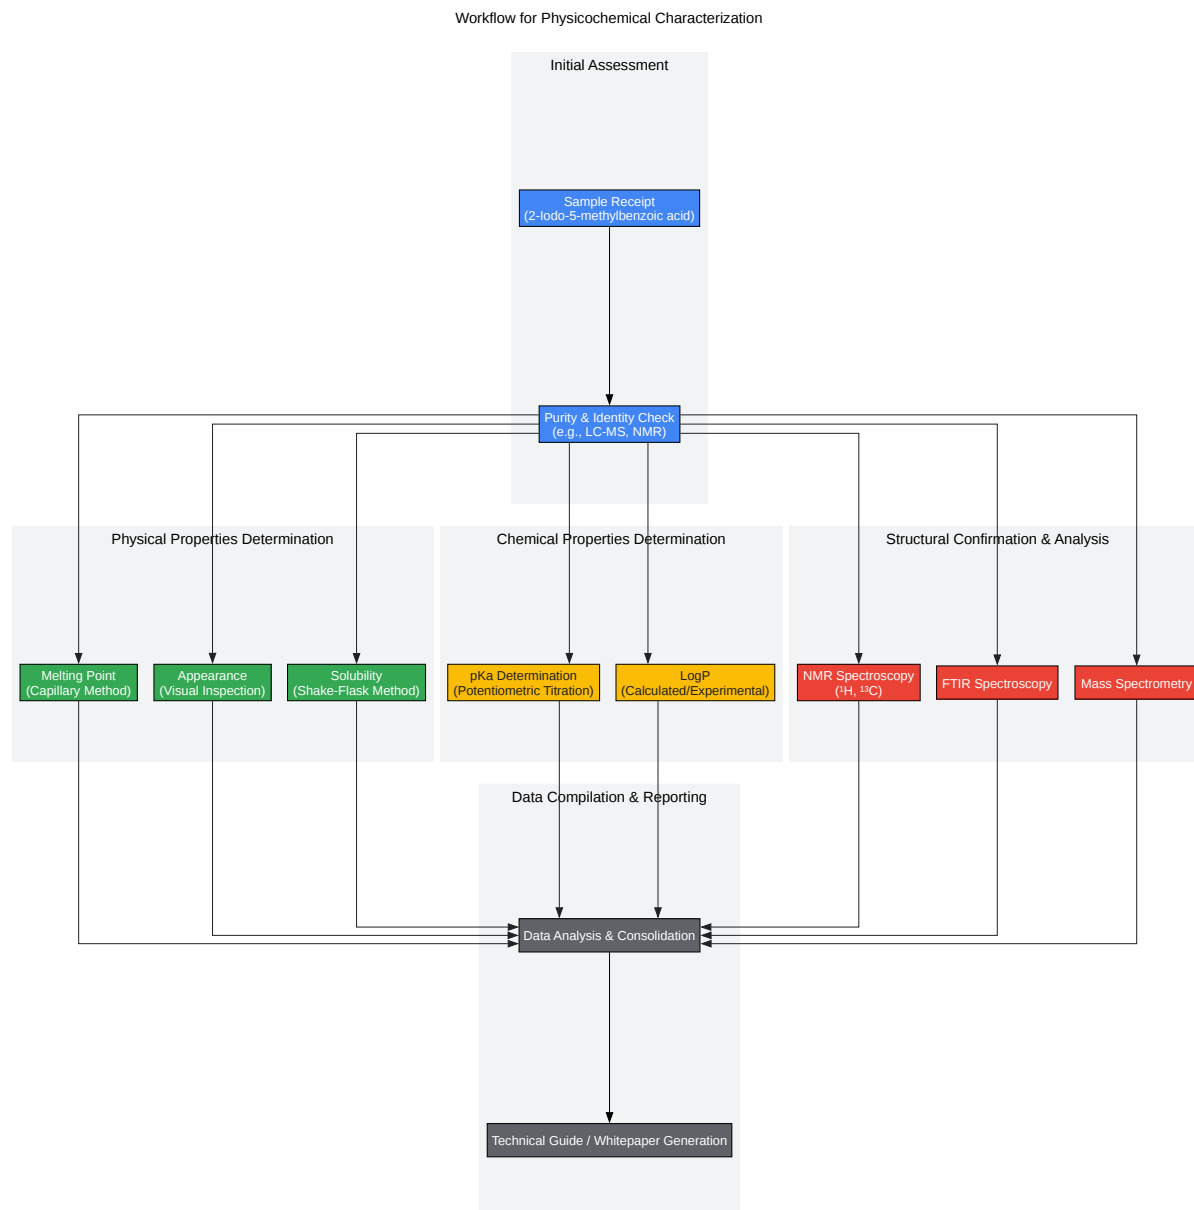 Workflow for Physicochemical Characterization
Initial Assessment
Sample Receipt
(2-Iodo-5-methylbenzoic acid)
Purity & Identity Check
(e.g., LC-MS, NMR)
Physical Properties Determination
Chemical Properties Determination
Structural Confirmation & Analysis
Melting Point
(Capillary Method)
Appearance
(Visual Inspection)
Solubility
(Shake-Flask Method)
pKa Determination
(Potentiometric Titration)
LogP
(Calculated/Experimental)
NMR Spectroscopy
(¹H, ¹³C)
FTIR Spectroscopy
Mass Spectrometry
Data Compilation & Reporting
Data Analysis & Consolidation
Technical Guide / Whitepaper Generation